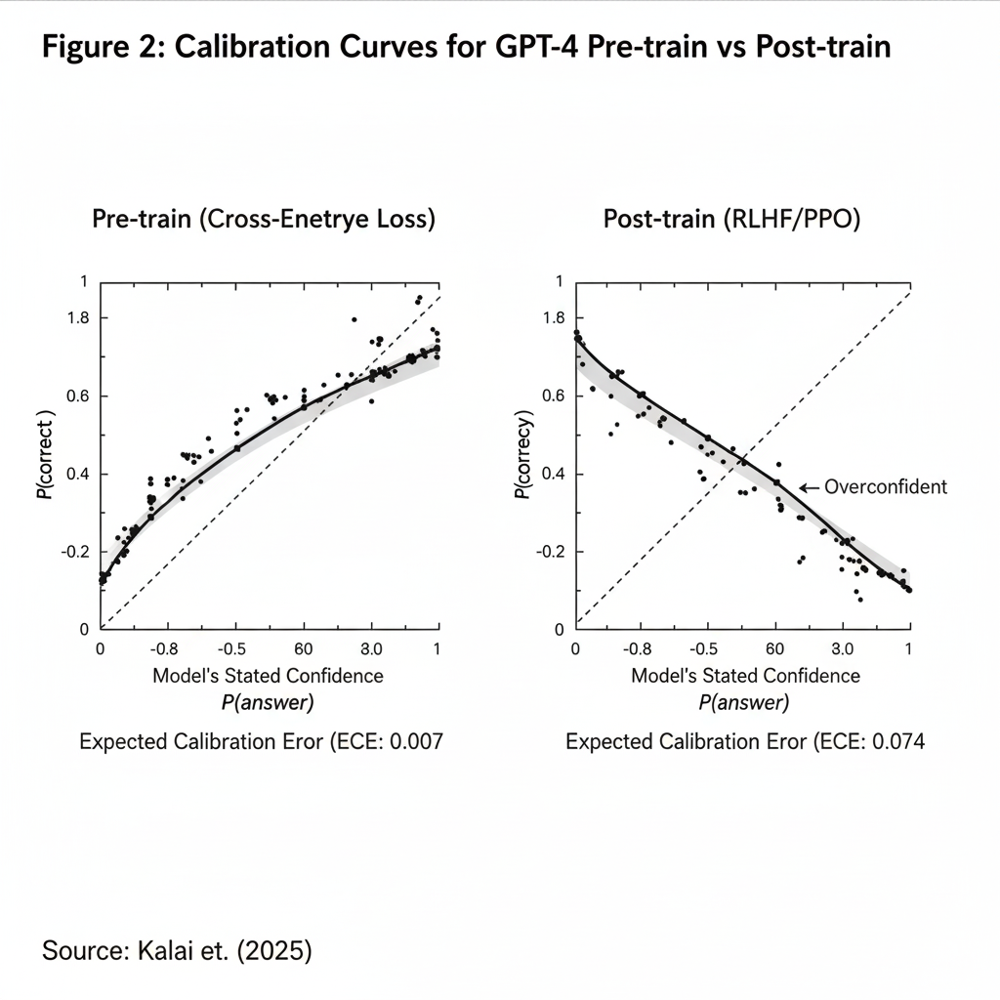 Figure 2: Calibration Curves for GPT-4 Pre-train vs Post-train
Pre-train (Cross-Enetrye Loss)
1
1.8
0.6
0.4
-0.2
0
P(correct )
0 -0.8 -0.5 60 3.0 1
Model's Stated Confidence
P(answer)
Expected Calibration Eror (ECE: 0.007
Post-train (RLHF/PPO)
1
1.8
0.6
0.4
-0.2
0
P(correcy)
Overconfident
0 -0.8 -0.5 60 3.0 1
Model's Stated Confidence
P(answer)
Expected Calibration Eror (ECE: 0.074
Source: Kalai et. (2025)